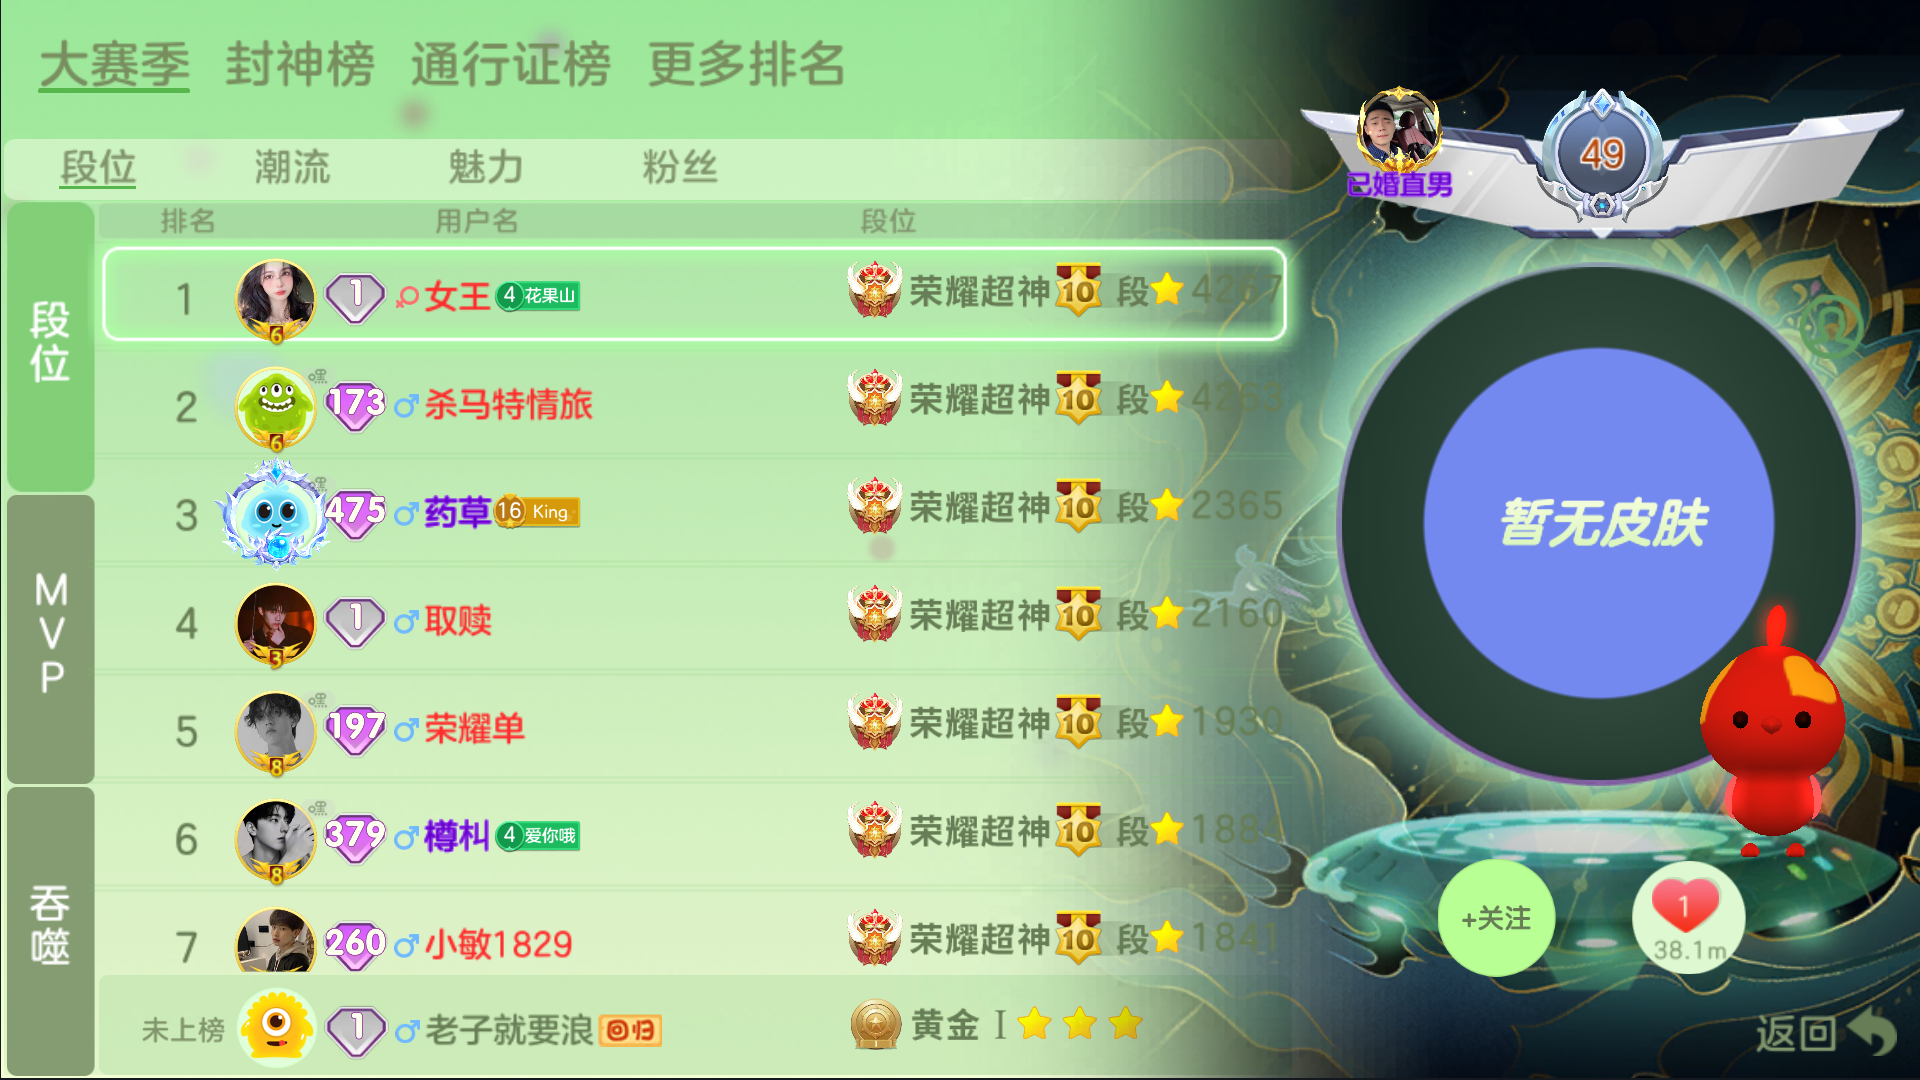 大赛季 封神榜 通行证榜 更多排名
段位 潮流 魅力 粉丝
排名 用户名 段位
段位
MVP
吞噬
1 6 1 女王 4 花果山 荣耀超神 10 段 4267
2 6 嘿 173 杀马特情旅 荣耀超神 10 段 4263
3 嘿 475 药草 16 King 荣耀超神 10 段 2365
4 3 1 取赎 荣耀超神 10 段 2160
5 8 嘿 197 荣耀单 荣耀超神 10 段 1930
6 8 嘿 379 樽朻 4 爱你哦 荣耀超神 10 段 188
7 260 小敏1829 荣耀超神 10 段 1841
未上榜 1 老子就要浪 回归 黄金 I
已婚直男
49
暂无皮肤
+关注
1
38.1m
返回